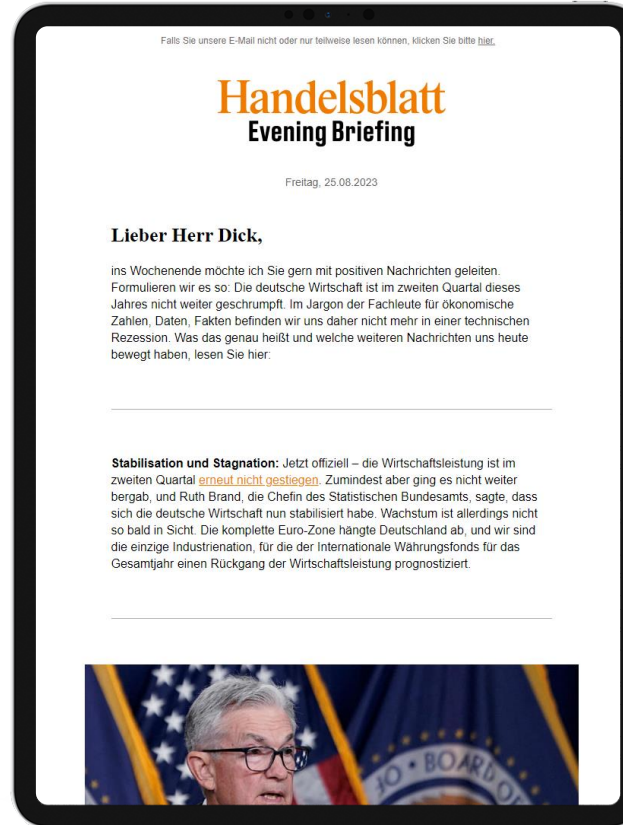 Falls Sie unsere E-Mail nicht oder nur teilweise lesen können, klicken Sie bitte hier.
Handelsblatt
Evening Briefing
Freitag, 25.08.2023
Lieber Herr Dick,
ins Wochenende möchte ich Sie gern mit positiven Nachrichten geleiten.
Formulieren wir es so: Die deutsche Wirtschaft ist im zweiten Quartal dieses
Jahres nicht weiter geschrumpft. Im Jargon der Fachleute für ökonomische
Zahlen, Daten, Fakten befinden wir uns daher nicht mehr in einer technischen
Rezession. Was das genau heißt und welche weiteren Nachrichten uns heute
bewegt haben, lesen Sie hier:
Stabilisation und Stagnation: Jetzt offiziell – die Wirtschaftsleistung ist im
zweiten Quartal erneut nicht gestiegen. Zumindest aber ging es nicht weiter
bergab, und Ruth Brand, die Chefin des Statistischen Bundesamts, sagte, dass
sich die deutsche Wirtschaft nun stabilisiert habe. Wachstum ist allerdings nicht
so bald in Sicht. Die komplette Euro-Zone hängte Deutschland ab, und wir sind
die einzige Industrienation, für die der Internationale Währungsfonds für das
Gesamtjahr einen Rückgang der Wirtschaftsleistung prognostiziert.
BOARD O